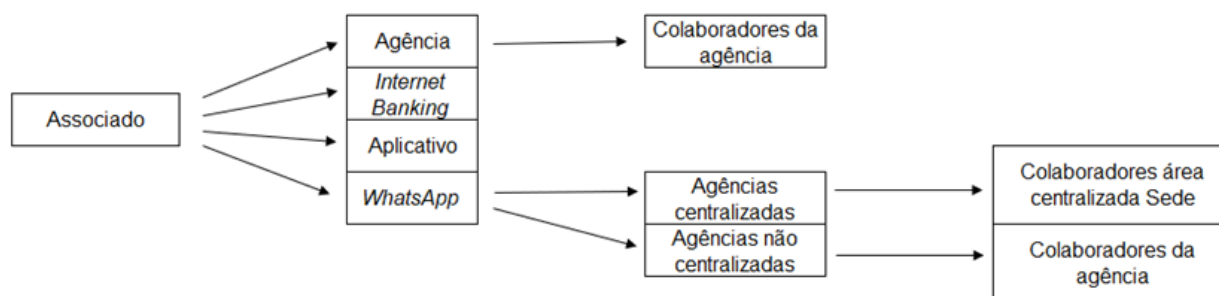 Associado
Agência
Internet
Banking
Aplicativo
WhatsApp
Colaboradores da
agência
Agências
centralizadas
Agências não
centralizadas
Colaboradores área
centralizada Sede
Colaboradores da
agência